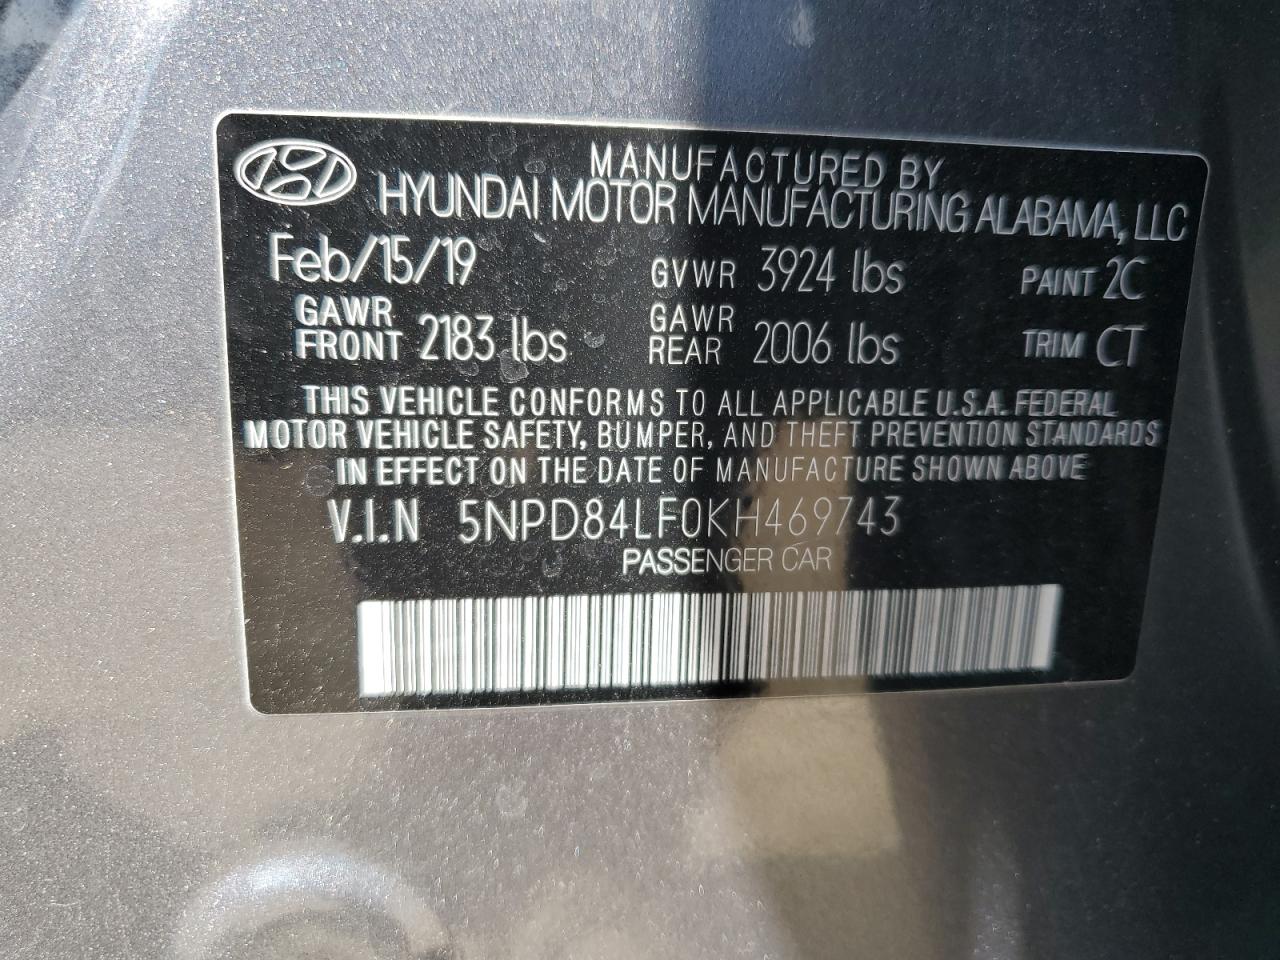 MANUFACTURED BY
HYUNDAI MOTOR MANUFACTURING ALABAMA, LLC
Feb/15/19 GVWR 3924 lbs PAINT 2C
GAWR FRONT 2183 lbs GAWR REAR 2006 lbs TRIM CT
THIS VEHICLE CONFORMS TO ALL APPLICABLE U.S.A. FEDERAL
MOTOR VEHICLE SAFETY, BUMPER, AND THEFT PREVENTION STANDARDS
IN EFFECT ON THE DATE OF MANUFACTURE SHOWN ABOVE
V.I.N 5NPD84LF0KH469743
PASSENGER CAR